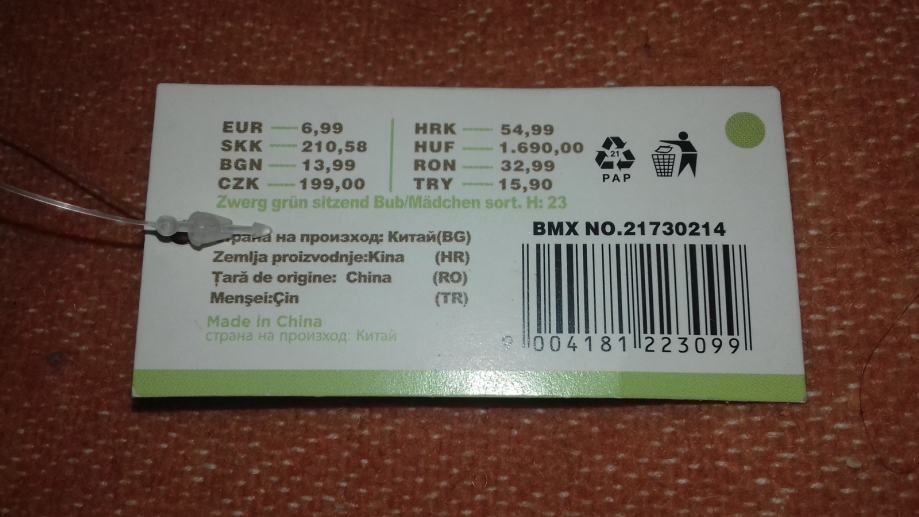 EUR — 6,99
SKK — 210,58
BGN — 13,99
CZK — 199,00
HRK — 54,99
HUF — 1.690,00
RON — 32,99
TRY — 15,90
Zwerg grün sitzend Bub/Mädchen sort. H: 23
21
PAP
на произход: Китай(BG)
Zemlja proizvodnje:Kina (HR)
Țară de origine: China (RO)
Menşei:Çin (TR)
Made in China
страна на произход: Китай
BMX NO.21730214
9 004181 223099